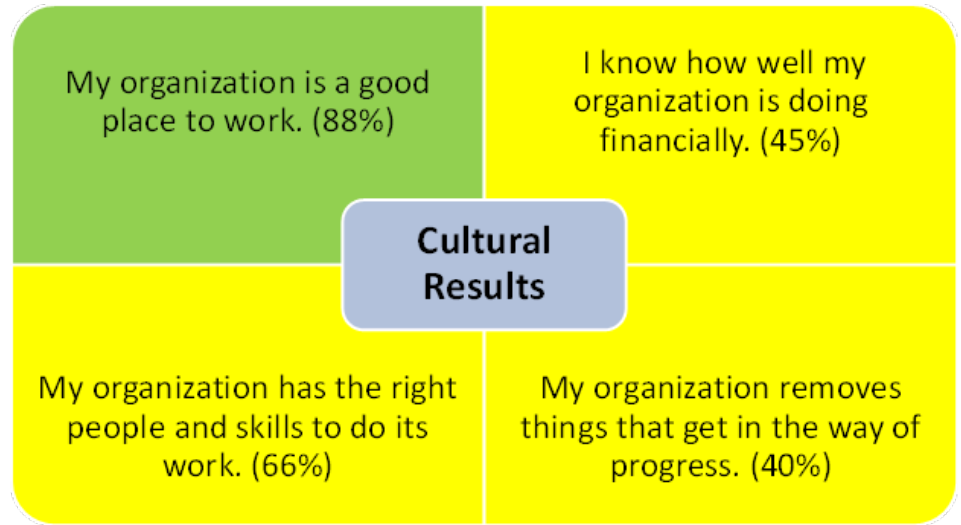 My organization is a good
place to work. (88%)
I know how well my
organization is doing
financially. (45%)
Cultural
Results
My organization has the right
people and skills to do its
work. (66%)
My organization removes
things that get in the way of
progress. (40%)